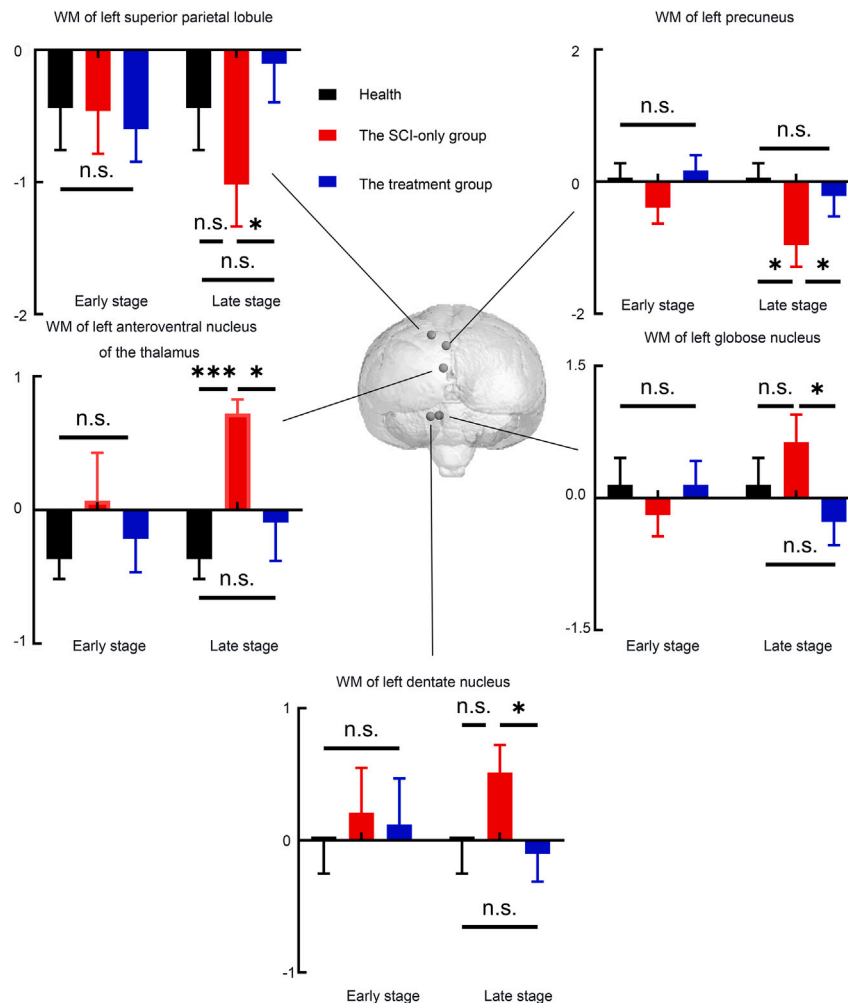 WM of left superior parietal lobule
0
-1
-2
n.s.
n.s.
*
n.s.
Early stage
Late stage
Health
The SCI-only group
The treatment group
WM of left precuneus
2
0
-2
n.s.
n.s.
*
*
Early stage
Late stage
WM of left anteroventral nucleus
of the thalamus
1
0
-1
n.s.
***
*
n.s.
Early stage
Late stage
WM of left globose nucleus
1.5
0.0
-1.5
n.s.
n.s.
*
n.s.
Early stage
Late stage
WM of left dentate nucleus
1
0
-1
n.s.
n.s.
*
n.s.
Early stage
Late stage